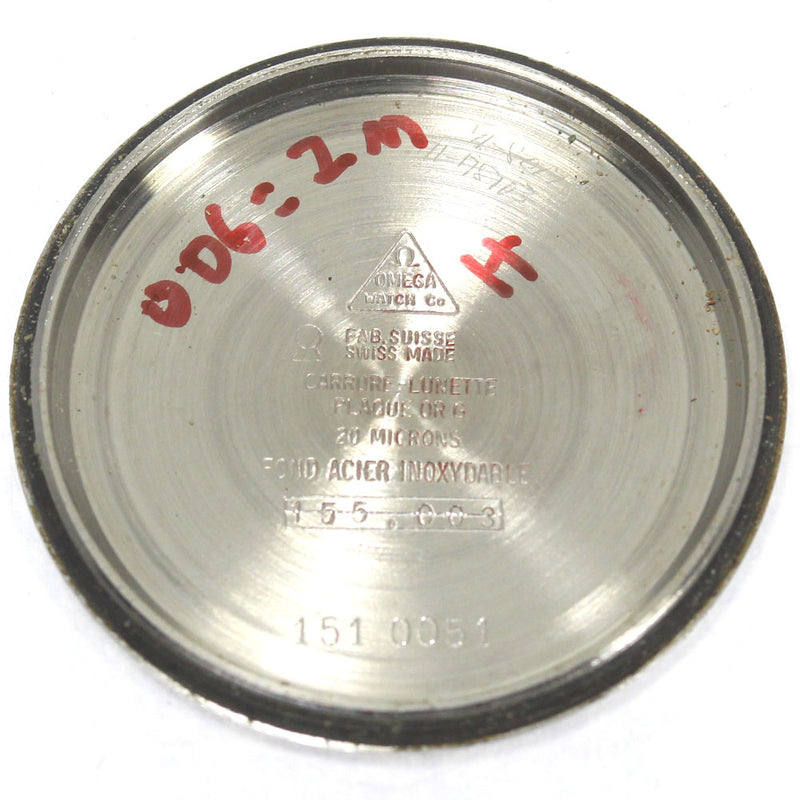 006:2M
H
Ω
OMEGA
WATCH Co
Ω FAB. SUISSE
SWISS MADE
CARRURE-LUNETTE
PLAQUE OR G
20 MICRONS
FOND ACIER INOXYDABLE
155.003
151 0051